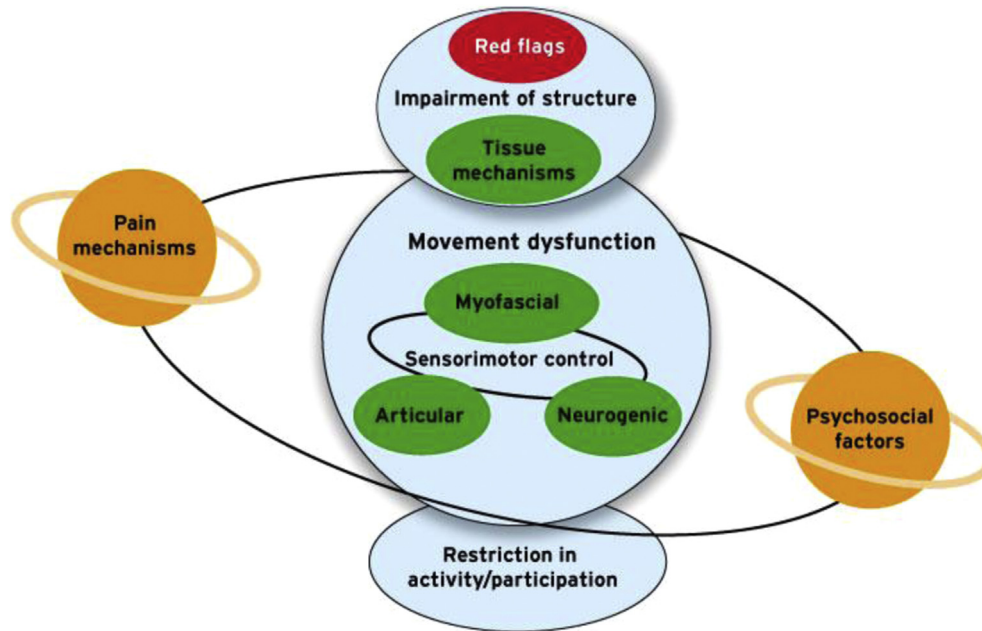 Red flags
Impairment of structure
Tissue
mechanisms
Pain
mechanisms
Movement dysfunction
Myofascial
Sensorimotor control
Articular
Neurogenic
Psychosocial
factors
Restriction in
activity/participation